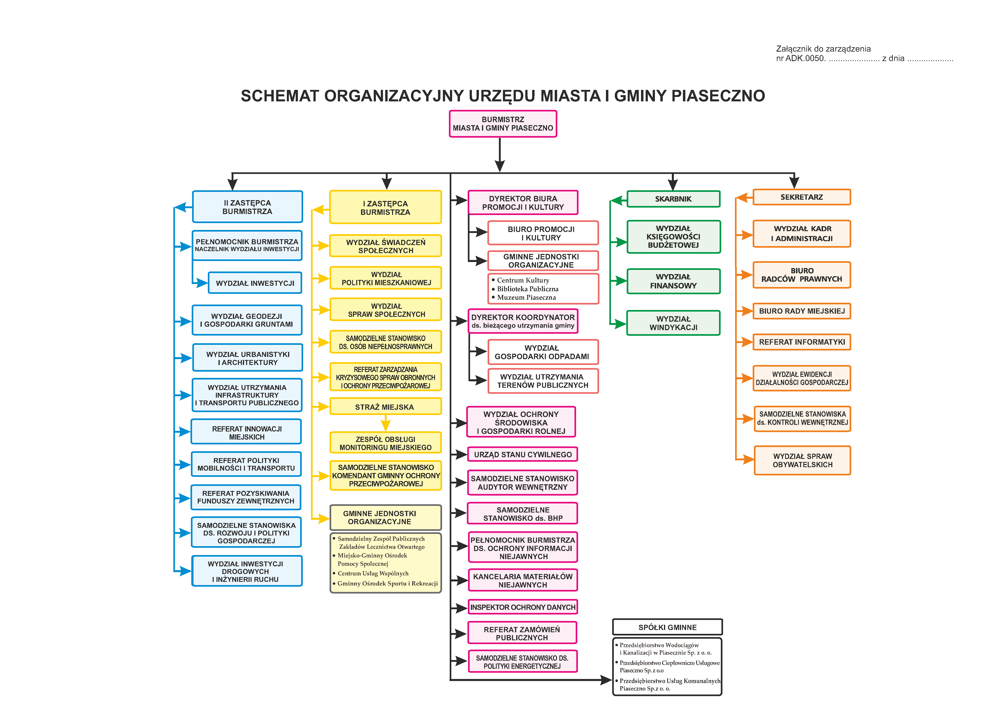 Załącznik do zarządzenia
nr ADK.0050. ...................... z dnia ....................
SCHEMAT ORGANIZACYJNY URZĘDU MIASTA I GMINY PIASECZNO
BURMISTRZ
MIASTA I GMINY PIASECZNO
II ZASTĘPCA
BURMISTRZA
PEŁNOMOCNIK BURMISTRZA
NACZELNIK WYDZIAŁU INWESTYCJI
WYDZIAŁ INWESTYCJI
WYDZIAŁ GEODEZJI
I GOSPODARKI GRUNTAMI
WYDZIAŁ URBANISTYKI
I ARCHITEKTURY
WYDZIAŁ UTRZYMANIA
INFRASTRUKTURY
I TRANSPORTU PUBLICZNEGO
REFERAT INNOWACJI
MIEJSKICH
REFERAT POLITYKI
MOBILNOŚCI I TRANSPORTU
REFERAT POZYSKIWANIA
FUNDUSZY ZEWNĘTRZNYCH
SAMODZIELNE STANOWISKA
DS. ROZWOJU I POLITYKI
GOSPODARCZEJ
WYDZIAŁ INWESTYCJI
DROGOWYCH
I INŻYNIERII RUCHU
I ZASTĘPCA
BURMISTRZA
WYDZIAŁ ŚWIADCZEŃ
SPOŁECZNYCH
WYDZIAŁ
POLITYKI MIESZKANIOWEJ
WYDZIAŁ
SPRAW SPOŁECZNYCH
SAMODZIELNE STANOWISKO
DS. OSÓB NIEPEŁNOSPRAWNYCH
REFERAT ZARZĄDZANIA
KRYZYSOWEGO SPRAW OBRONNYCH
I OCHRONY PRZECIWPOŻAROWEJ
STRAŻ MIEJSKA
ZESPÓŁ OBSŁUGI
MONITORINGU MIEJSKIEGO
SAMODZIELNE STANOWISKO
KOMENDANT GMINNY OCHRONY
PRZECIWPOŻAROWEJ
GMINNE JEDNOSTKI
ORGANIZACYJNE
• Samodzielny Zespół Publicznych
Zakładów Lecznictwa Otwartego
• Miejsko-Gminny Ośrodek
Pomocy Społecznej
• Centrum Usług Wspólnych
• Gminny Ośrodek Sportu i Rekreacji
DYREKTOR BIURA
PROMOCJI I KULTURY
BIURO PROMOCJI
I KULTURY
GMINNE JEDNOSTKI
ORGANIZACYJNE
• Centrum Kultury
• Biblioteka Publiczna
• Muzeum Piaseczna
DYREKTOR KOORDYNATOR
ds. bieżącego utrzymania gminy
WYDZIAŁ
GOSPODARKI ODPADAMI
WYDZIAŁ UTRZYMANIA
TERENÓW PUBLICZNYCH
WYDZIAŁ OCHRONY
ŚRODOWISKA
I GOSPODARKI ROLNEJ
URZĄD STANU CYWILNEGO
SAMODZIELNE STANOWISKO
AUDYTOR WEWNĘTRZNY
SAMODZIELNE
STANOWISKO ds. BHP
PEŁNOMOCNIK BURMISTRZA
DS. OCHRONY INFORMACJI
NIEJAWNYCH
KANCELARIA MATERIAŁÓW
NIEJAWNYCH
INSPEKTOR OCHRONY DANYCH
REFERAT ZAMÓWIEŃ
PUBLICZNYCH
SAMODZIELNE STANOWISKO DS.
POLITYKI ENERGETYCZNEJ
SKARBNIK
WYDZIAŁ
KSIĘGOWOŚCI
BUDŻETOWEJ
WYDZIAŁ
FINANSOWY
WYDZIAŁ
WINDYKACJI
SEKRETARZ
WYDZIAŁ KADR
I ADMINISTRACJI
BIURO
RADCÓW PRAWNYCH
BIURO RADY MIEJSKIEJ
REFERAT INFORMATYKI
WYDZIAŁ EWIDENCJI
DZIAŁALNOŚCI GOSPODARCZEJ
SAMODZIELNE STANOWISKA
ds. KONTROLI WEWNĘTRZNEJ
WYDZIAŁ SPRAW
OBYWATELSKICH
SPÓŁKI GMINNE
• Przedsiębiorstwo Wodociągów
i Kanalizacji w Piasecznie Sp. z o. o.
• Przedsiębiorstwo Ciepłowniczo Usługowe
Piaseczno Sp. z o.o
• Przedsiębiorstwo Usług Komunalnych
Piaseczno Sp.z o. o.